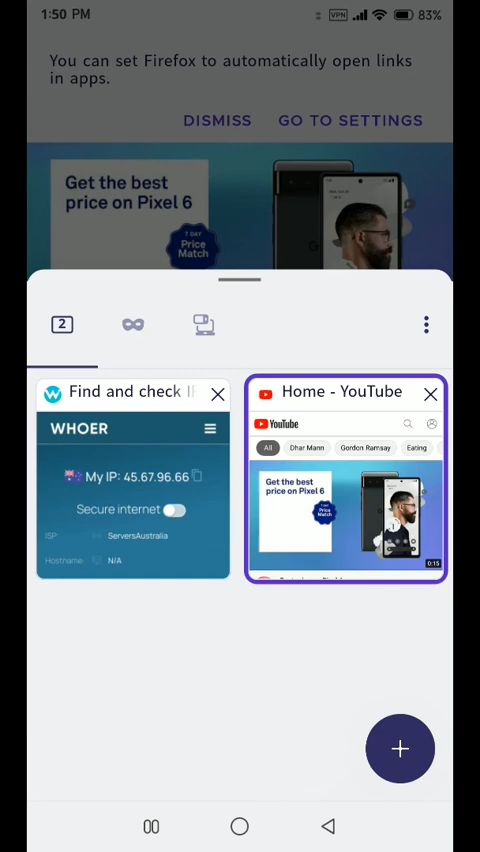 1:50 PM
VPN
83%
You can set Firefox to automatically open links
in apps.
DISMISS
GO TO SETTINGS
Get the best
price on Pixel 6
7 DAY
Price
Match
2
Find and check
Home - YouTube
WHOER
My IP: 45.67.96.66
Secure internet
ISP:
ServersAustralia
Hostname:
N/A
YouTube
All
Dhar Mann
Gordon Ramsay
Eating
Get the best
price on Pixel 6
Price
Match
0:15